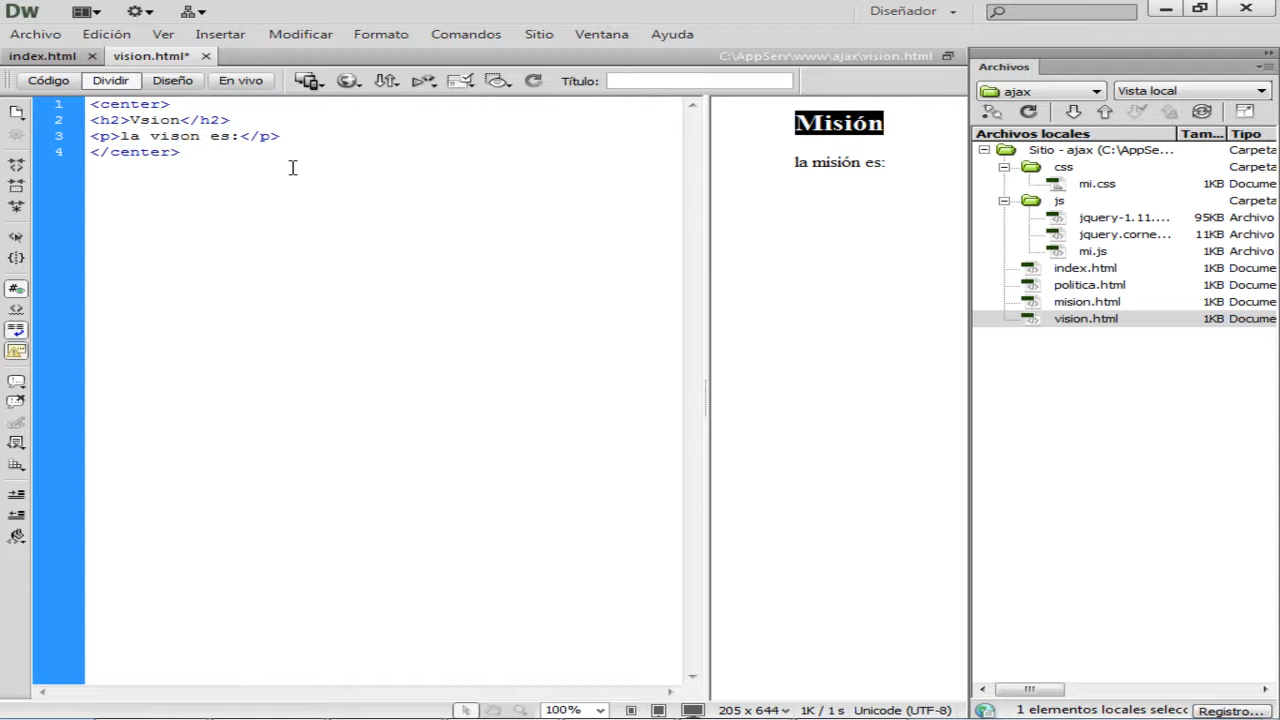 Dw
Diseñador
Archivo Edición Ver Insertar Modificar Formato Comandos Sitio Ventana Ayuda
index.html vision.html* C:\AppServ\www\ajax\vision.html
Código Dividir Diseño En vivo Título:
1 <center>
2 <h2>Vsion</h2>
3 <p>la vison es:</p>
4 </center>
Misión
la misión es:
100% 205 x 644 1K / 1 s Unicode (UTF-8)
Archivos
ajax Vista local
Archivos locales Tam... Tipo
Sitio - ajax (C:\AppSe... Carpeta
css Carpeta
mi.css 1KB Docume
js Carpeta
jquery-1.11.... 95KB Archivo
jquery.corne... 11KB Archivo
mi.js 1KB Archivo
index.html 1KB Docume
politica.html 1KB Docume
mision.html 1KB Docume
vision.html 1KB Docume
1 elementos locales selecc Registro...